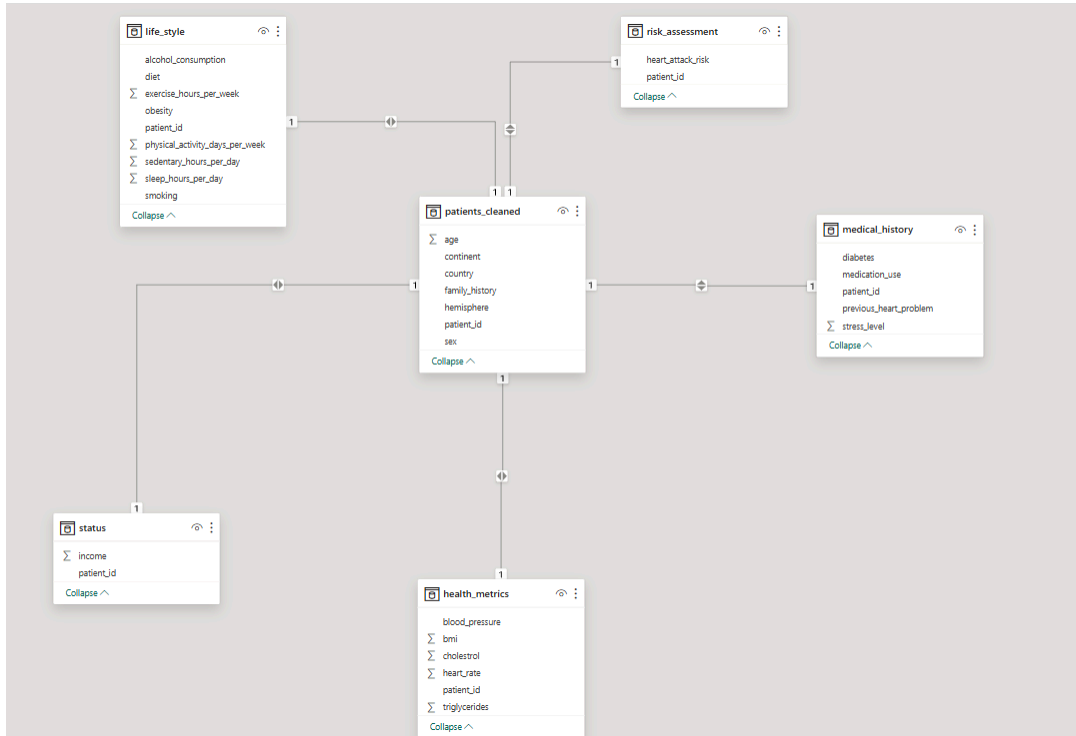 life_style
alcohol_consumption
diet
Σ exercise_hours_per_week
obesity
patient_id
Σ physical_activity_days_per_week
Σ sedentary_hours_per_day
Σ sleep_hours_per_day
smoking
Collapse
risk_assessment
heart_attack_risk
patient_id
Collapse
1
1
1
1
patients_cleaned
Σ age
continent
country
family_history
hemisphere
patient_id
sex
Collapse
1
1
1
1
medical_history
diabetes
medication_use
patient_id
previous_heart_problem
Σ stress_level
Collapse
1
status
Σ income
patient_id
Collapse
1
health_metrics
blood_pressure
Σ bmi
Σ cholestrol
Σ heart_rate
patient_id
Σ triglycerides
Collapse